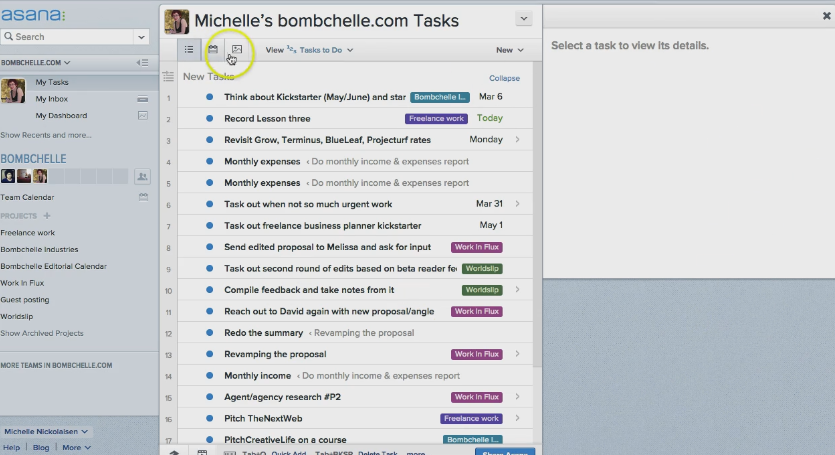 asana:
Search
BOMBCHELLE.COM
My Tasks
My Inbox
My Dashboard
Show Recents and more...
BOMBCHELLE
Team Calendar
PROJECTS +
Freelance work
Bombchelle Industries
Bombchelle Editorial Calendar
Work In Flux
Guest posting
Worldslip
Show Archived Projects
MORE TEAMS IN BOMBCHELLE.COM
Michelle Nickolaisen
Help | Blog | More
Michelle's bombchelle.com Tasks
View Tasks to Do New
New Tasks Collapse
1 Think about Kickstarter (May/June) and star Bombchelle I... Mar 6
2 Record Lesson three Freelance work Today
3 Revisit Grow, Terminus, BlueLeaf, Projecturf rates Monday
4 Monthly expenses ‹ Do monthly income & expenses report
5 Monthly expenses ‹ Do monthly income & expenses report
6 Task out when not so much urgent work Mar 31
7 Task out freelance business planner kickstarter May 1
8 Send edited proposal to Melissa and ask for input Work In Flux
9 Task out second round of edits based on beta reader fe Worldslip
10 Compile feedback and take notes from it Worldslip
11 Reach out to David again with new proposal/angle Work In Flux
12 Redo the summary ‹ Revamping the proposal
13 Revamping the proposal Work In Flux
14 Monthly income ‹ Do monthly income & expenses report
15 Agent/agency research #P2 Work In Flux
16 Pitch TheNextWeb Freelance work
17 PitchCreativeLife on a course Bombchelle I...
Tab+Q Quick Add Tab+BKSP Delete Task more
Select a task to view its details.